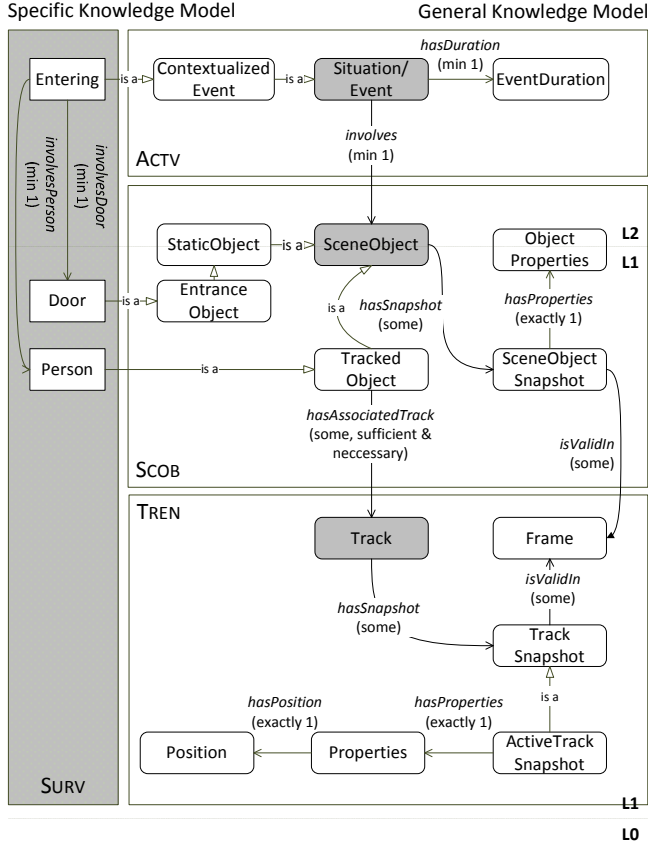 Specific Knowledge Model
General Knowledge Model
Entering
is a
Contextualized
Event
is a
Situation/
Event
hasDuration
(min 1)
EventDuration
involvesPerson
(min 1)
involvesDoor
(min 1)
involves
(min 1)
ACTV
StaticObject
is a
SceneObject
Object
Properties
L2
L1
Door
is a
Entrance
Object
is a
hasSnapshot
(some)
hasProperties
(exactly 1)
Person
is a
Tracked
Object
SceneObject
Snapshot
hasAssociatedTrack
(some, sufficient &
neccessary)
isValidIn
(some)
SCOB
TREN
Track
Frame
hasSnapshot
(some)
isValidIn
(some)
Track
Snapshot
is a
hasPosition
(exactly 1)
hasProperties
(exactly 1)
Position
Properties
ActiveTrack
Snapshot
SURV
L1
L0